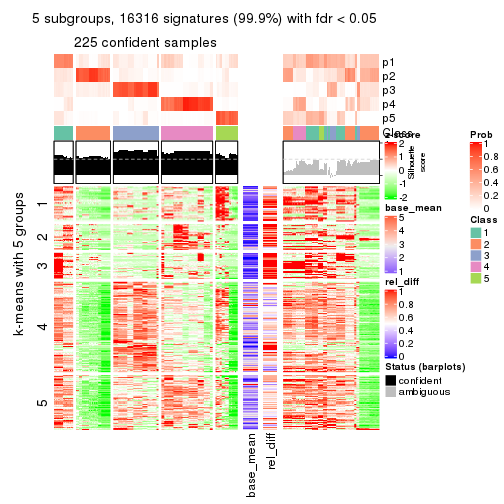 5 subgroups, 16316 signatures (99.9%) with fdr < 0.05
225 confident samples
p1
p2
p3
p4
p5
Class
z-score
2
1
0
-1
-2
Silhouette
score
base_mean
5
4
3
2
1
rel_diff
1
0.8
0.6
0.4
0.2
0
Status (barplots)
confident
ambiguous
Prob
1
0.8
0.6
0.4
0.2
0
Class
1
2
3
4
5
k-means with 5 groups
1
2
3
4
5
base_mean
rel_diff